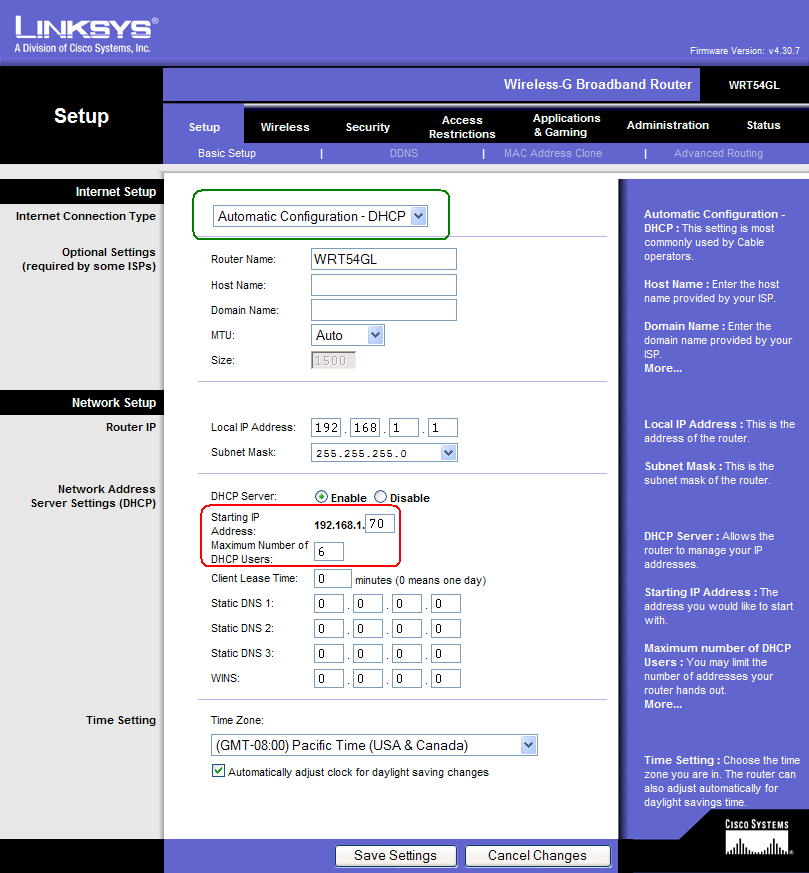 LINKSYS®
A Division of Cisco Systems, Inc.
Firmware Version: v4.30.7
Wireless-G Broadband Router WRT54GL
Setup
Setup Wireless Security Access Restrictions Applications & Gaming Administration Status
Basic Setup | DDNS | MAC Address Clone | Advanced Routing
Internet Setup
Internet Connection Type
Automatic Configuration - DHCP
Optional Settings
(required by some ISPs)
Router Name: WRT54GL
Host Name:
Domain Name:
MTU: Auto
Size: 1500
Network Setup
Router IP
Local IP Address: 192 . 168 . 1 . 1
Subnet Mask: 255.255.255.0
Network Address
Server Settings (DHCP)
DHCP Server: Enable Disable
Starting IP
Address: 192.168.1. 70
Maximum Number of
DHCP Users: 6
Client Lease Time: 0 minutes (0 means one day)
Static DNS 1: 0 . 0 . 0 . 0
Static DNS 2: 0 . 0 . 0 . 0
Static DNS 3: 0 . 0 . 0 . 0
WINS: 0 . 0 . 0 . 0
Time Setting
Time Zone:
(GMT-08:00) Pacific Time (USA & Canada)
Automatically adjust clock for daylight saving changes
Automatic Configuration -
DHCP : This setting is most
commonly used by Cable
operators.
Host Name : Enter the host
name provided by your ISP.
Domain Name : Enter the
domain name provided by your
ISP.
More...
Local IP Address : This is the
address of the router.
Subnet Mask : This is the
subnet mask of the router.
DHCP Server : Allows the
router to manage your IP
addresses.
Starting IP Address : The
address you would like to start
with.
Maximum number of DHCP
Users : You may limit the
number of addresses your
router hands out.
More...
Time Setting : Choose the time
zone you are in. The router can
also adjust automatically for
daylight savings time.
Save Settings Cancel Changes
CISCO SYSTEMS